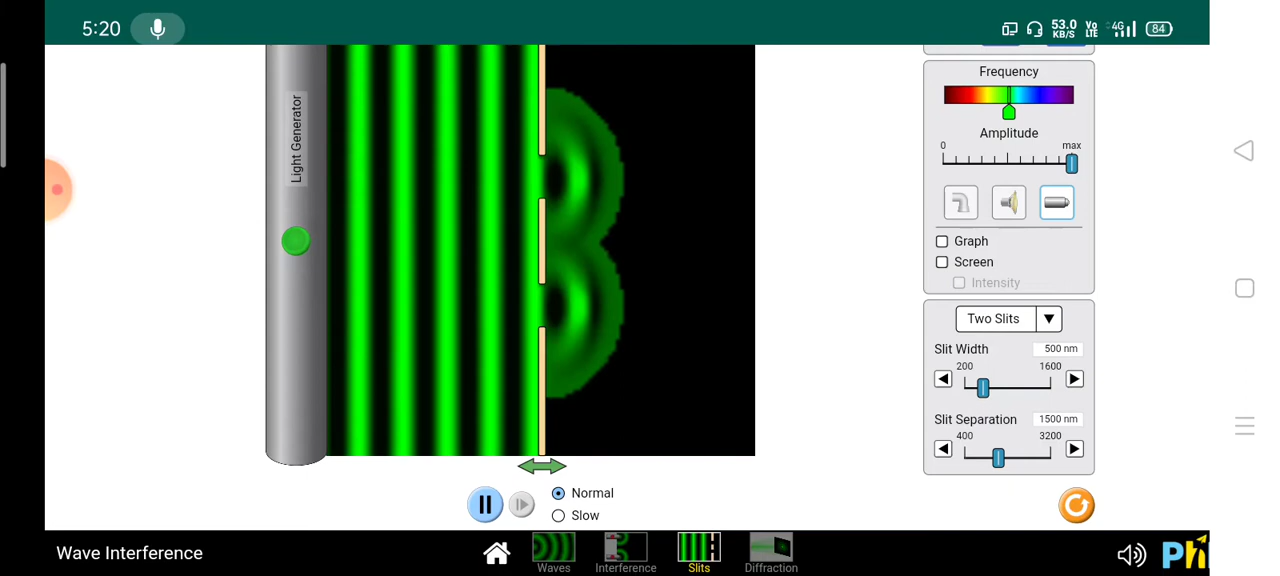 5:20
53.0
KB/S
Vo
LTE
4G
84
Light Generator
Frequency
Amplitude
0
max
Graph
Screen
Intensity
Two Slits
Slit Width
500 nm
200
1600
Slit Separation
1500 nm
400
3200
Normal
Slow
Wave Interference
Waves
Interference
Slits
Diffraction